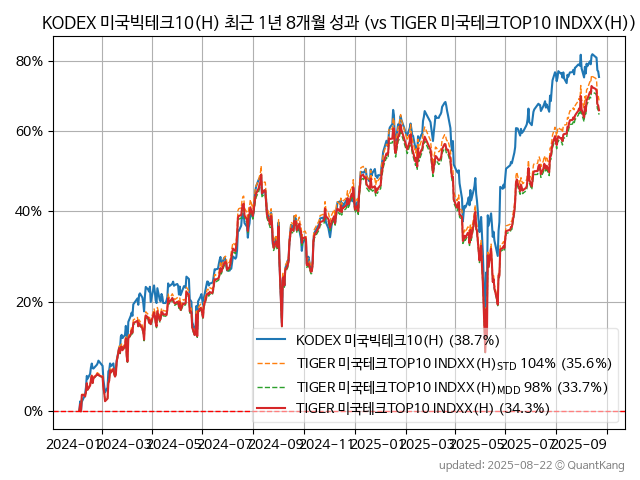 KODEX 미국빅테크10(H) 최근 1년 8개월 성과 (vs TIGER 미국테크TOP10 INDXX(H))
80%
60%
40%
20%
0%
KODEX 미국빅테크10(H) (38.7%)
TIGER 미국테크TOP10 INDXX(H)STD 104% (35.6%)
TIGER 미국테크TOP10 INDXX(H)MDD 98% (33.7%)
TIGER 미국테크TOP10 INDXX(H) (34.3%)
2024-01 2024-03 2024-05 2024-07 2024-09 2024-11 2025-01 2025-03 2025-05 2025-07 2025-09
updated: 2025-08-22 © QuantKang